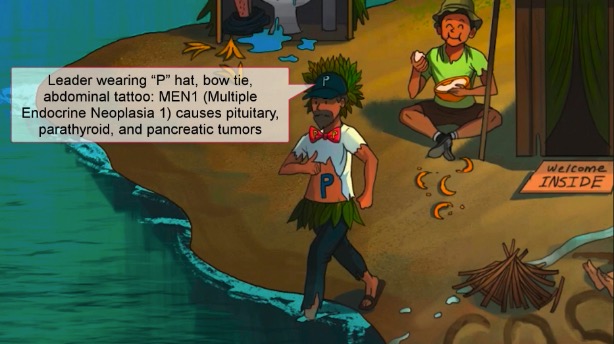 Leader wearing “P” hat, bow tie,
abdominal tattoo: MEN1 (Multiple
Endocrine Neoplasia 1) causes pituitary,
parathyroid, and pancreatic tumors
P
P
Welcome
INSIDE
COS